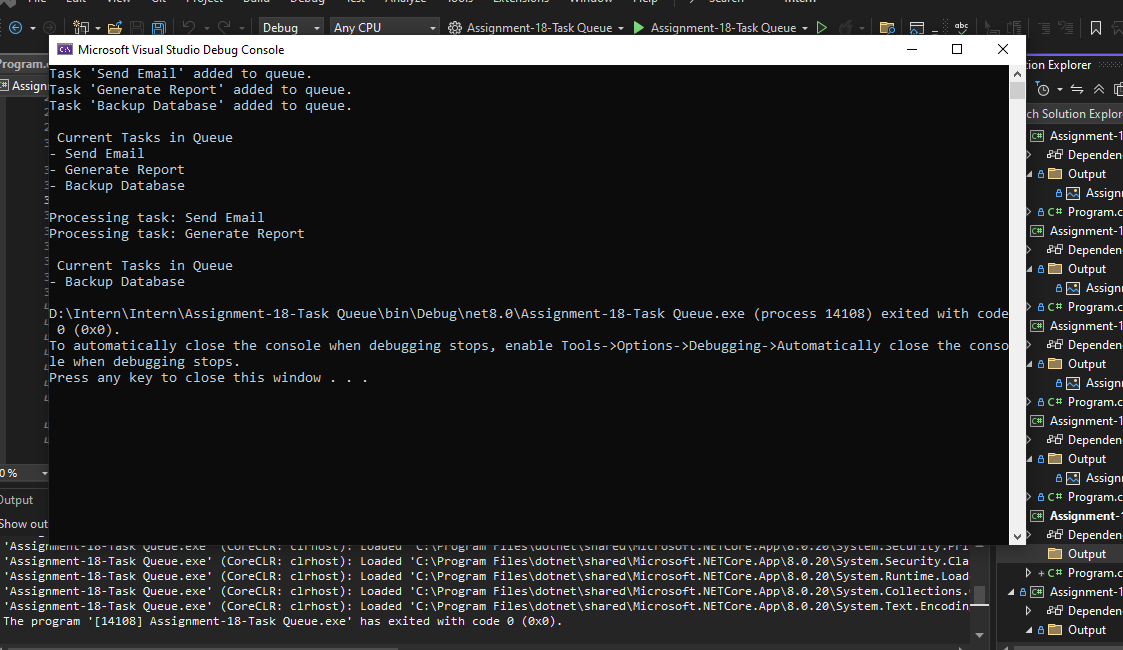 Debug
Any CPU
Assignment-18-Task Queue
Assignment-18-Task Queue
Microsoft Visual Studio Debug Console
Task 'Send Email' added to queue.
Task 'Generate Report' added to queue.
Task 'Backup Database' added to queue.
Current Tasks in Queue
- Send Email
- Generate Report
- Backup Database
Processing task: Send Email
Processing task: Generate Report
Current Tasks in Queue
- Backup Database
D:\Intern\Intern\Assignment-18-Task Queue\bin\Debug\net8.0\Assignment-18-Task Queue.exe (process 14108) exited with code
0 (0x0).
To automatically close the console when debugging stops, enable Tools->Options->Debugging->Automatically close the conso
le when debugging stops.
Press any key to close this window . . .
rogram.c
Assign
0 %
Output
Show out
'Assignment-18-Task Queue.exe' (CoreCLR: clrhost): Loaded 'C:\Program Files\dotnet\shared\Microsoft.NETCore.App\8.0.20\System.Security.Pri
'Assignment-18-Task Queue.exe' (CoreCLR: clrhost): Loaded 'C:\Program Files\dotnet\shared\Microsoft.NETCore.App\8.0.20\System.Security.Cla
'Assignment-18-Task Queue.exe' (CoreCLR: clrhost): Loaded 'C:\Program Files\dotnet\shared\Microsoft.NETCore.App\8.0.20\System.Runtime.Load
'Assignment-18-Task Queue.exe' (CoreCLR: clrhost): Loaded 'C:\Program Files\dotnet\shared\Microsoft.NETCore.App\8.0.20\System.Collections.
'Assignment-18-Task Queue.exe' (CoreCLR: clrhost): Loaded 'C:\Program Files\dotnet\shared\Microsoft.NETCore.App\8.0.20\System.Text.Encodin
The program '[14108] Assignment-18-Task Queue.exe' has exited with code 0 (0x0).
tion Explorer
ch Solution Explor
C# Assignment-1
Dependen
Output
Assignn
C# Program.c
C# Assignment-1
Dependen
Output
Assignn
C# Program.c
C# Assignment-1
Dependen
Output
Assignn
C# Program.c
C# Assignment-1
Dependen
Output
Assignn
C# Program.c
C# Assignment-1
Dependen
Output
+ C# Program.c
C# Assignment-1
Dependen
Output